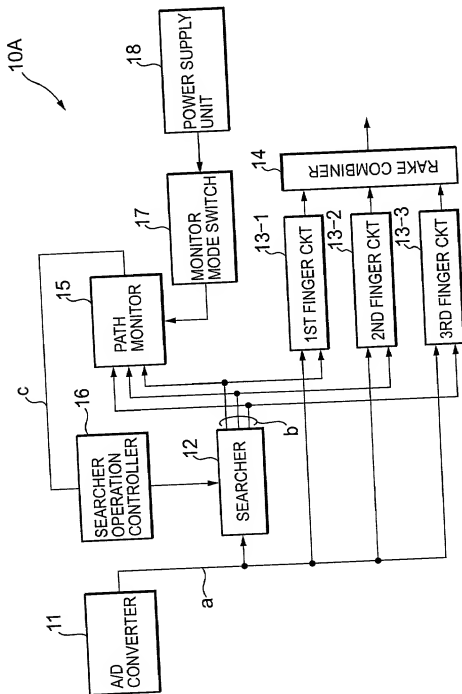 10A
11
A/D
CONVERTER
a
16
SEARCHER
OPERATION
CONTROLLER
c
12
SEARCHER
b
15
PATH
MONITOR
17
MONITOR
MODE SWITCH
18
POWER SUPPLY
UNIT
13-1
1ST FINGER CKT
13-2
2ND FINGER CKT
13-3
3RD FINGER CKT
14
RAKE COMBINER